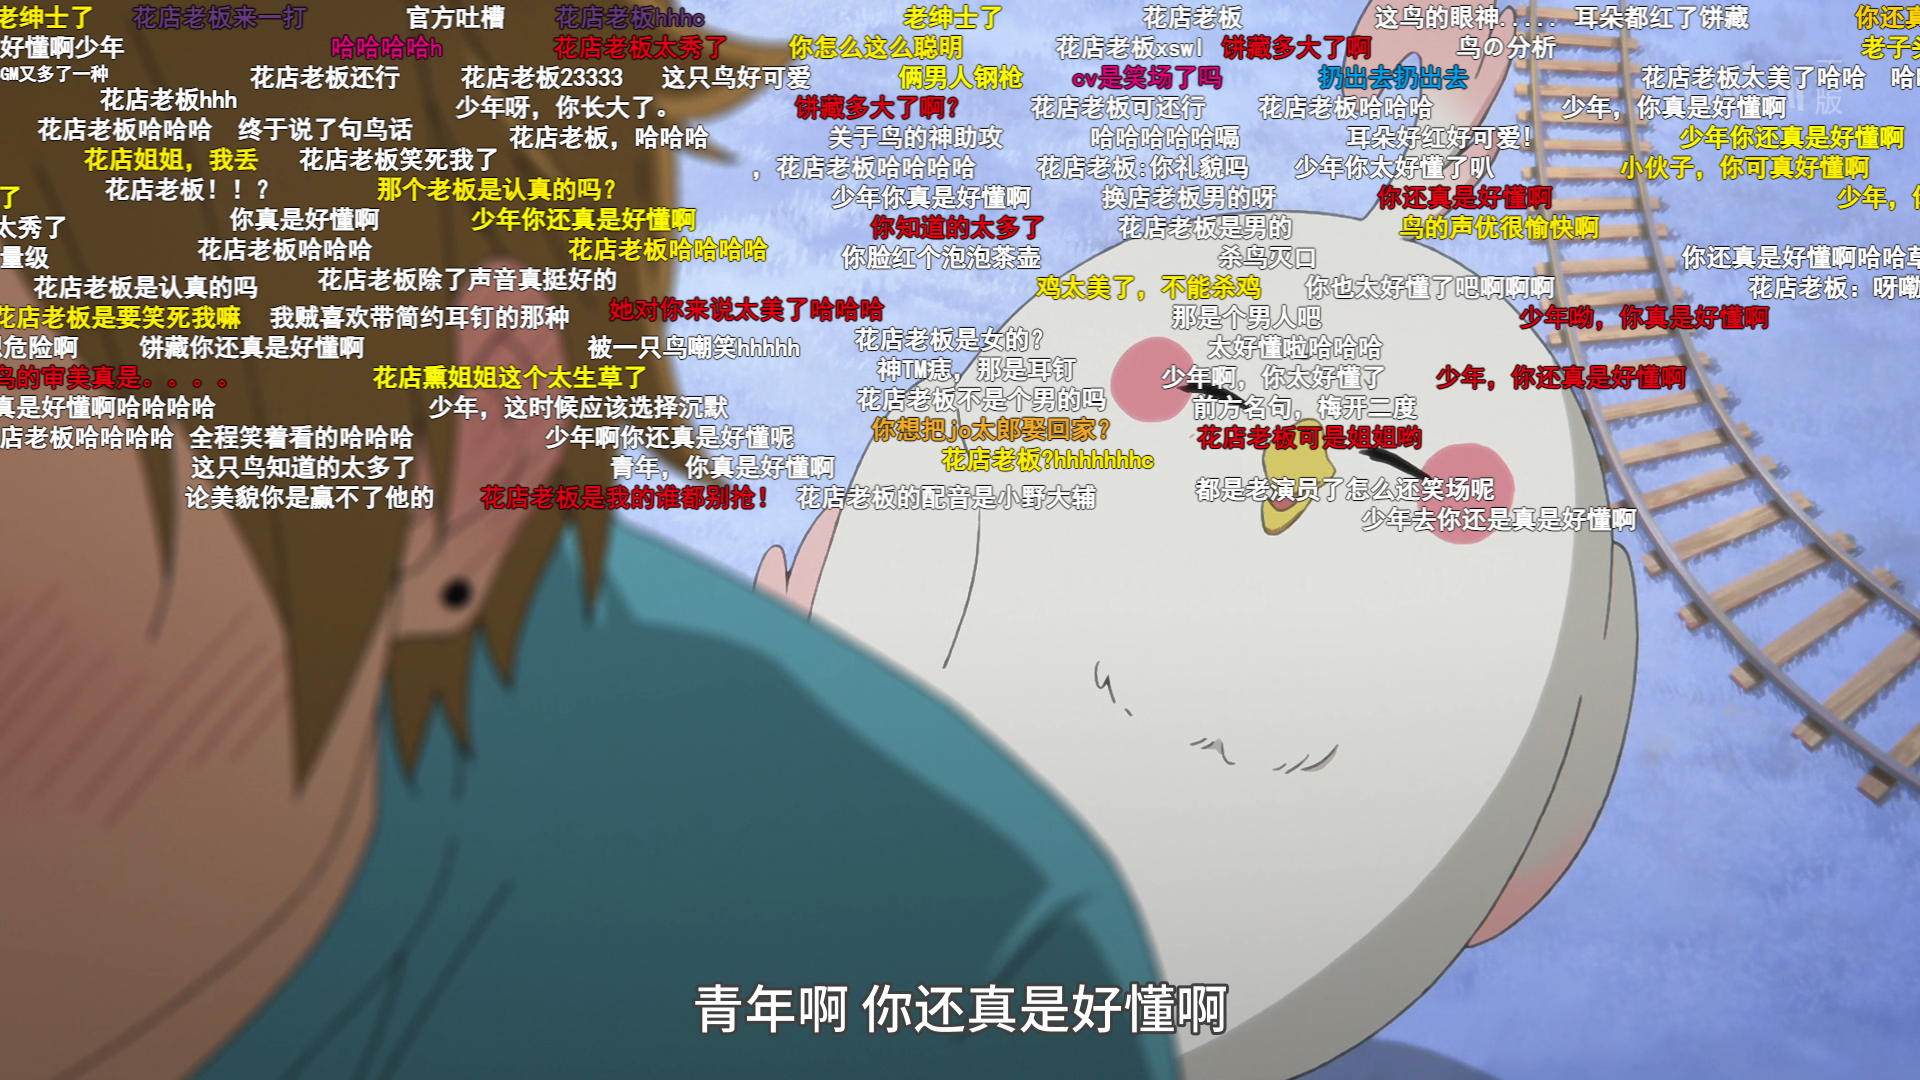 老绅士了 花店老板来一打 官方吐槽 花店老板hhhc 老绅士了 花店老板 这鸟的眼神..... 耳朵都红了饼藏 你还真
好懂啊少年 哈哈哈哈h 花店老板太秀了 你怎么这么聪明 花店老板xswl 饼藏多大了啊 鸟の分析 老子头
GM又多了一种 花店老板还行 花店老板23333 这只鸟好可爱 俩男人钢枪 cv是笑场了吗 扔出去扔出去 花店老板太美了哈哈
花店老板hhh 少年呀，你长大了。 饼藏多大了啊？ 花店老板可还行 花店老板哈哈哈 少年，你真是好懂啊 版
花店老板哈哈哈 终于说了句鸟话 花店老板，哈哈哈 关于鸟的神助攻 哈哈哈哈哈嗝 耳朵好红好可爱！ 少年你还真是好懂啊
花店姐姐，我丢 花店老板笑死我了 ，花店老板哈哈哈哈 花店老板:你礼貌吗 少年你太好懂了叭 小伙子，你可真好懂啊
了 花店老板！！？ 那个老板是认真的吗？ 少年你真是好懂啊 换店老板男的呀 你还真是好懂啊 少年，
太秀了 你真是好懂啊 少年你还真是好懂啊 你知道的太多了 花店老板是男的 鸟的声优很愉快啊
量级 花店老板哈哈哈 花店老板哈哈哈哈 你脸红个泡泡茶壶 杀鸟灭口 你还真是好懂啊哈哈草
花店老板是认真的吗 花店老板除了声音真挺好的 鸡太美了，不能杀鸡 你也太好懂了吧啊啊啊 花店老板：呀嘞
花店老板是要笑死我嘛 我贼喜欢带简约耳钉的那种 她对你来说太美了哈哈哈 那是个男人吧 少年呦，你真是好懂啊
危险啊 饼藏你还真是好懂啊 被一只鸟嘲笑hhhhh 花店老板是女的？ 太好懂啦哈哈哈
鸟的审美真是。。。。 花店熏姐姐这个太生草了 神TM痣，那是耳钉 少年啊，你太好懂了 少年，你还真是好懂啊
真是好懂啊哈哈哈哈 少年，这时候应该选择沉默 花店老板不是个男的吗 前方名句，梅开二度
店老板哈哈哈哈 全程笑着看的哈哈哈 少年啊你还真是好懂呢 你想把jo太郎娶回家？ 花店老板可是姐姐哟
这只鸟知道的太多了 青年，你真是好懂啊 花店老板?hhhhhhhc
论美貌你是赢不了他的 花店老板是我的谁都别抢！ 花店老板的配音是小野大辅 都是老演员了怎么还笑场呢
少年去你还是真是好懂啊
青年啊 你还真是好懂啊